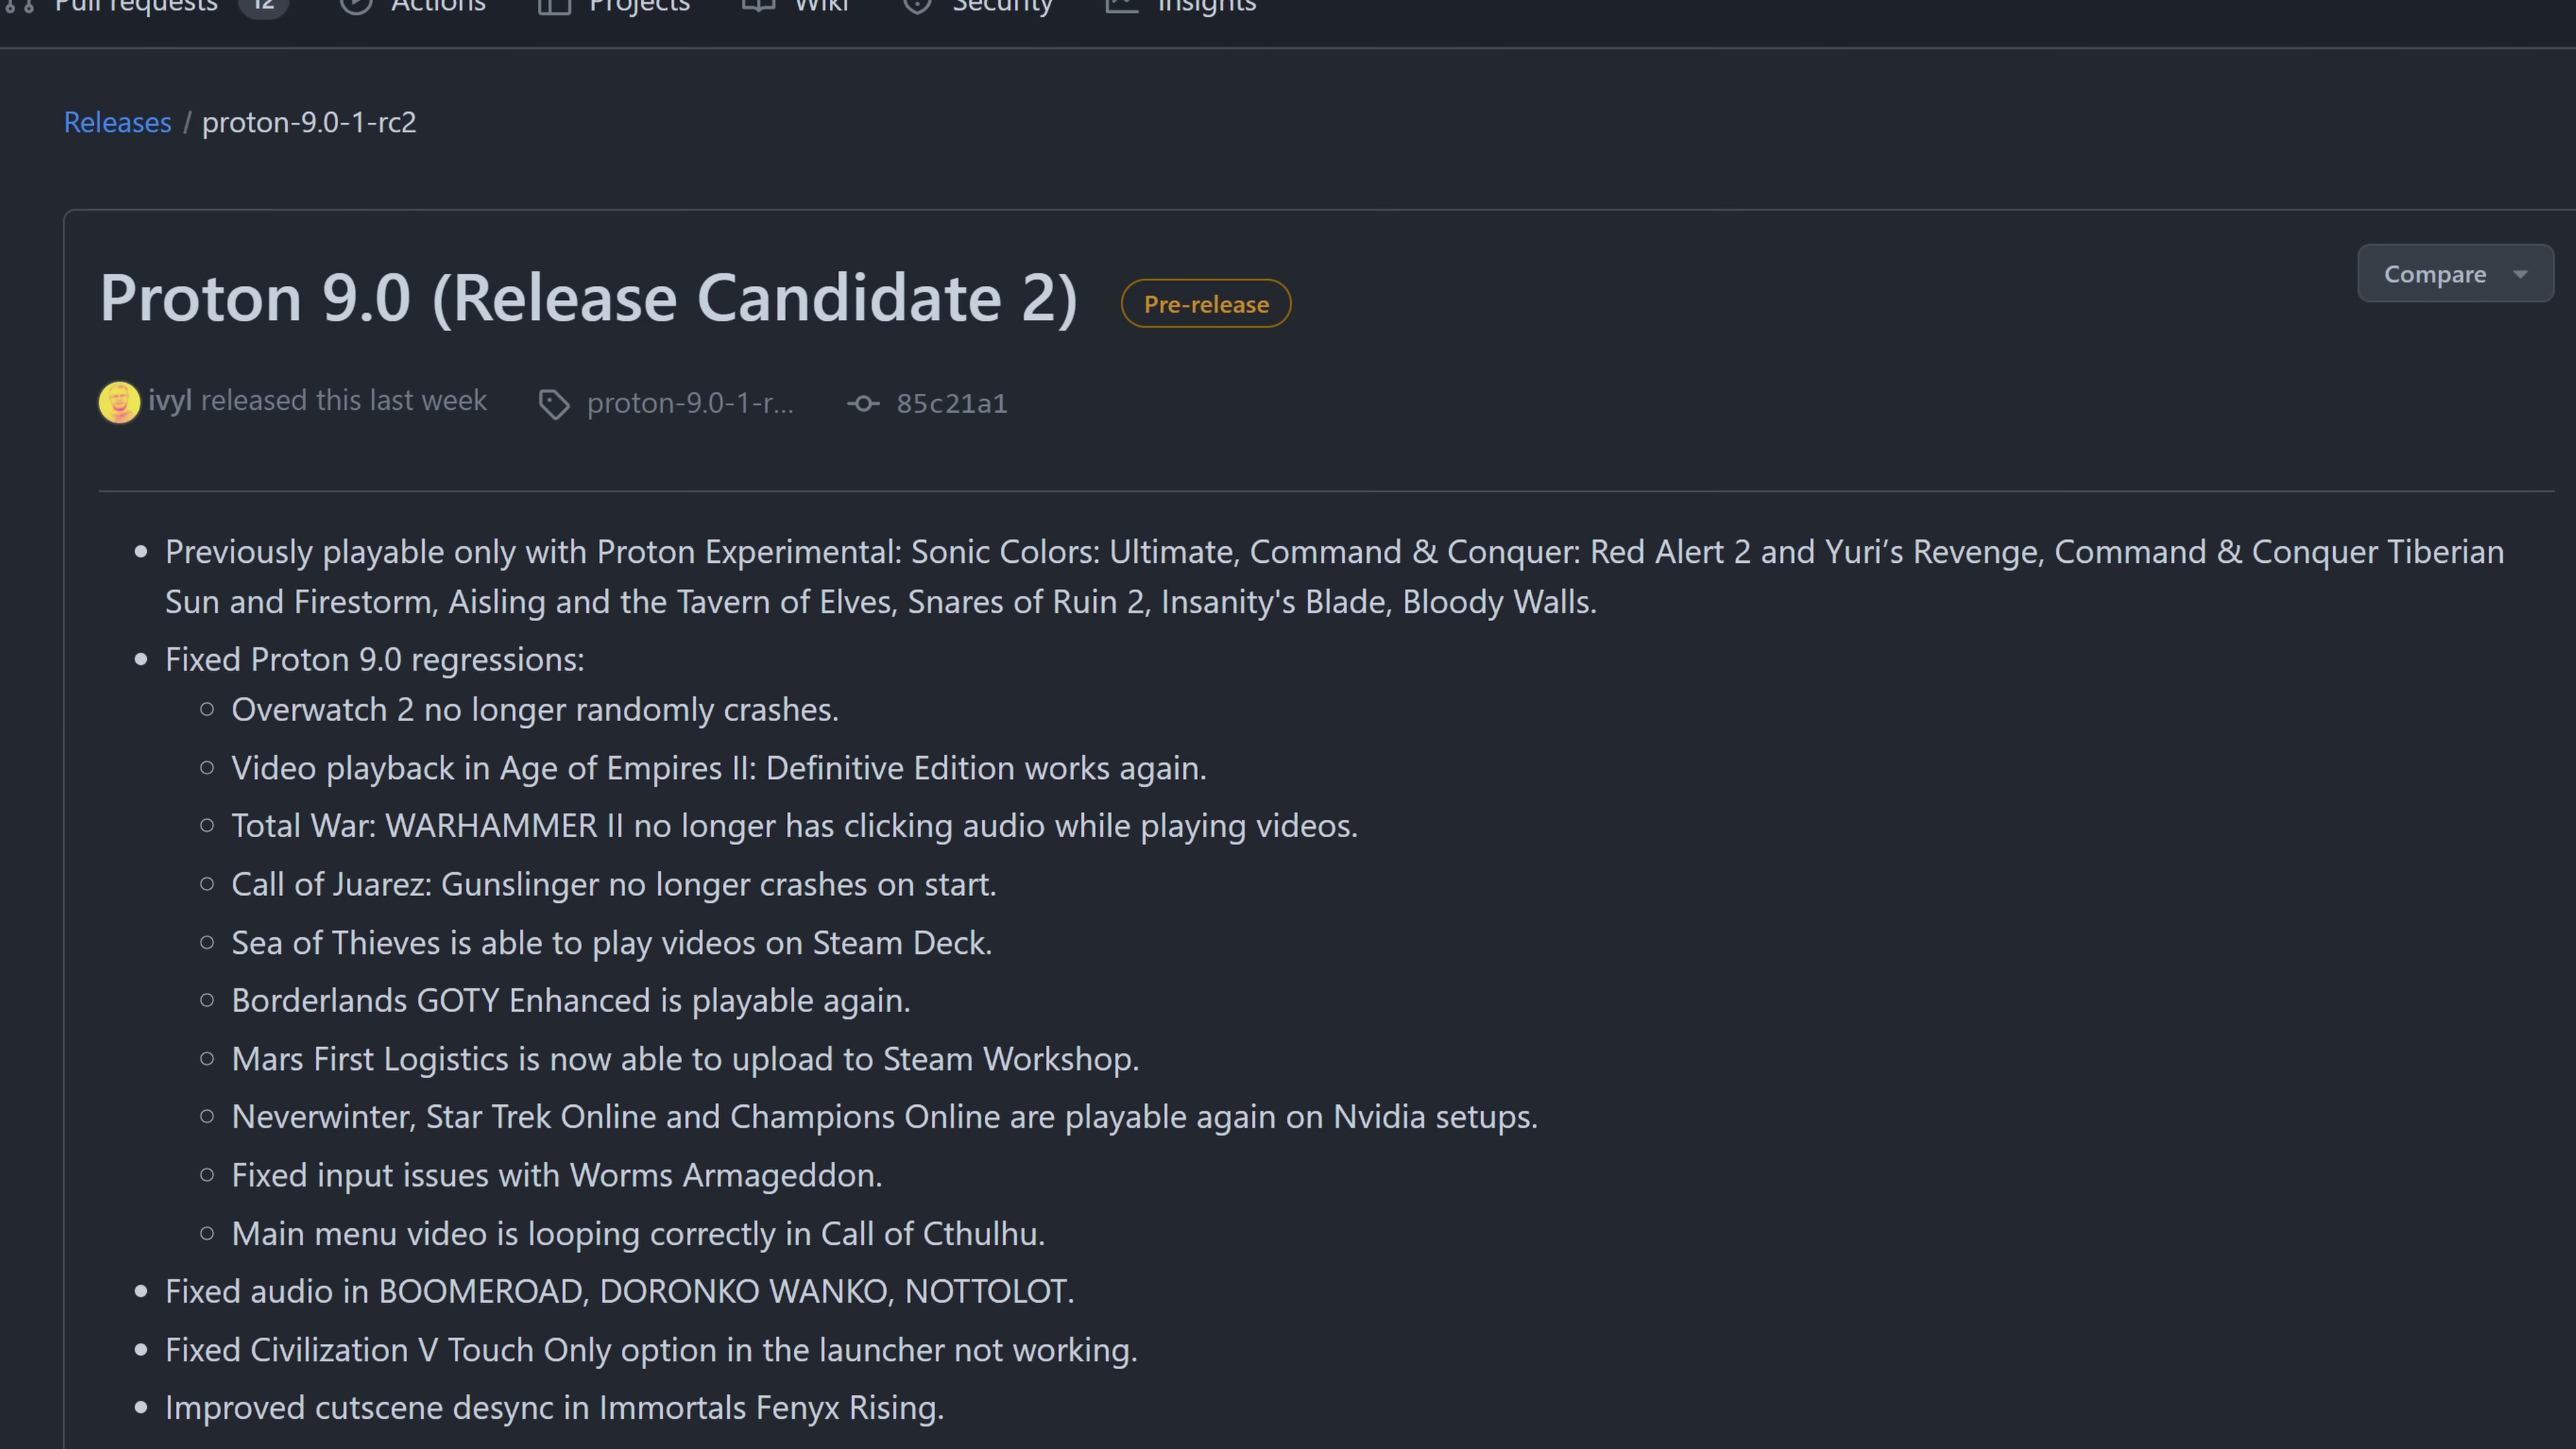 Pull requests 12 Actions Projects Wiki Security Insights
Releases / proton-9.0-1-rc2
Proton 9.0 (Release Candidate 2) Pre-release
Compare
ivyl released this last week proton-9.0-1-r... 85c21a1
Previously playable only with Proton Experimental: Sonic Colors: Ultimate, Command & Conquer: Red Alert 2 and Yuri’s Revenge, Command & Conquer Tiberian
Sun and Firestorm, Aisling and the Tavern of Elves, Snares of Ruin 2, Insanity's Blade, Bloody Walls.
Fixed Proton 9.0 regressions:
Overwatch 2 no longer randomly crashes.
Video playback in Age of Empires II: Definitive Edition works again.
Total War: WARHAMMER II no longer has clicking audio while playing videos.
Call of Juarez: Gunslinger no longer crashes on start.
Sea of Thieves is able to play videos on Steam Deck.
Borderlands GOTY Enhanced is playable again.
Mars First Logistics is now able to upload to Steam Workshop.
Neverwinter, Star Trek Online and Champions Online are playable again on Nvidia setups.
Fixed input issues with Worms Armageddon.
Main menu video is looping correctly in Call of Cthulhu.
Fixed audio in BOOMEROAD, DORONKO WANKO, NOTTOLOT.
Fixed Civilization V Touch Only option in the launcher not working.
Improved cutscene desync in Immortals Fenyx Rising.